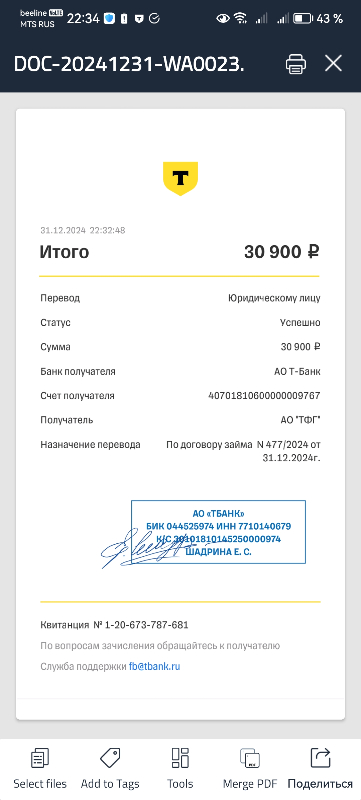 beeline 5.4G
MTS RUS
22:34
43 %
DOC-20241231-WA0023.
Т
31.12.2024 22:32:48
Итого 30 900 ₽
Перевод Юридическому лицу
Статус Успешно
Сумма 30 900 ₽
Банк получателя АО Т-Банк
Счет получателя 40701810600000009767
Получатель АО "ТФГ"
Назначение перевода По договору займа N 477/2024 от
31.12.2024г.
АО «ТБАНК»
БИК 044525974 ИНН 7710140679
К/С 30101810145250000974
ШАДРИНА Е. С.
Квитанция № 1-20-673-787-681
По вопросам зачисления обращайтесь к получателю
Служба поддержки fb@tbank.ru
Select files Add to Tags Tools Merge PDF Поделиться